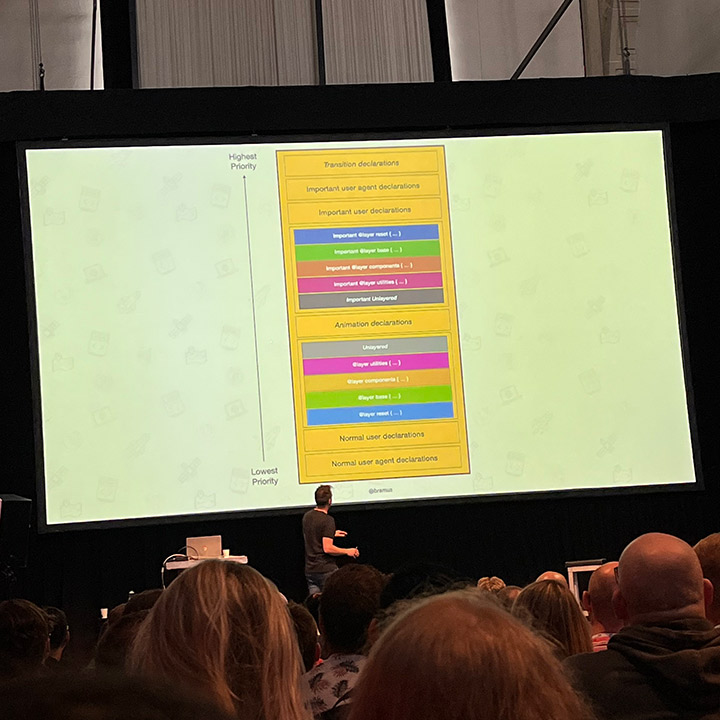 Highest
Priority
Transition declarations
Important user agent declarations
Important user declarations
Important @layer reset { ... }
Important @layer base { ... }
Important @layer components { ... }
Important @layer utilities { ... }
Important Unlayered
Animation declarations
Unlayered
@layer utilities { ... }
@layer components { ... }
@layer base { ... }
@layer reset { ... }
Normal user declarations
Normal user agent declarations
Lowest
Priority
@bramus